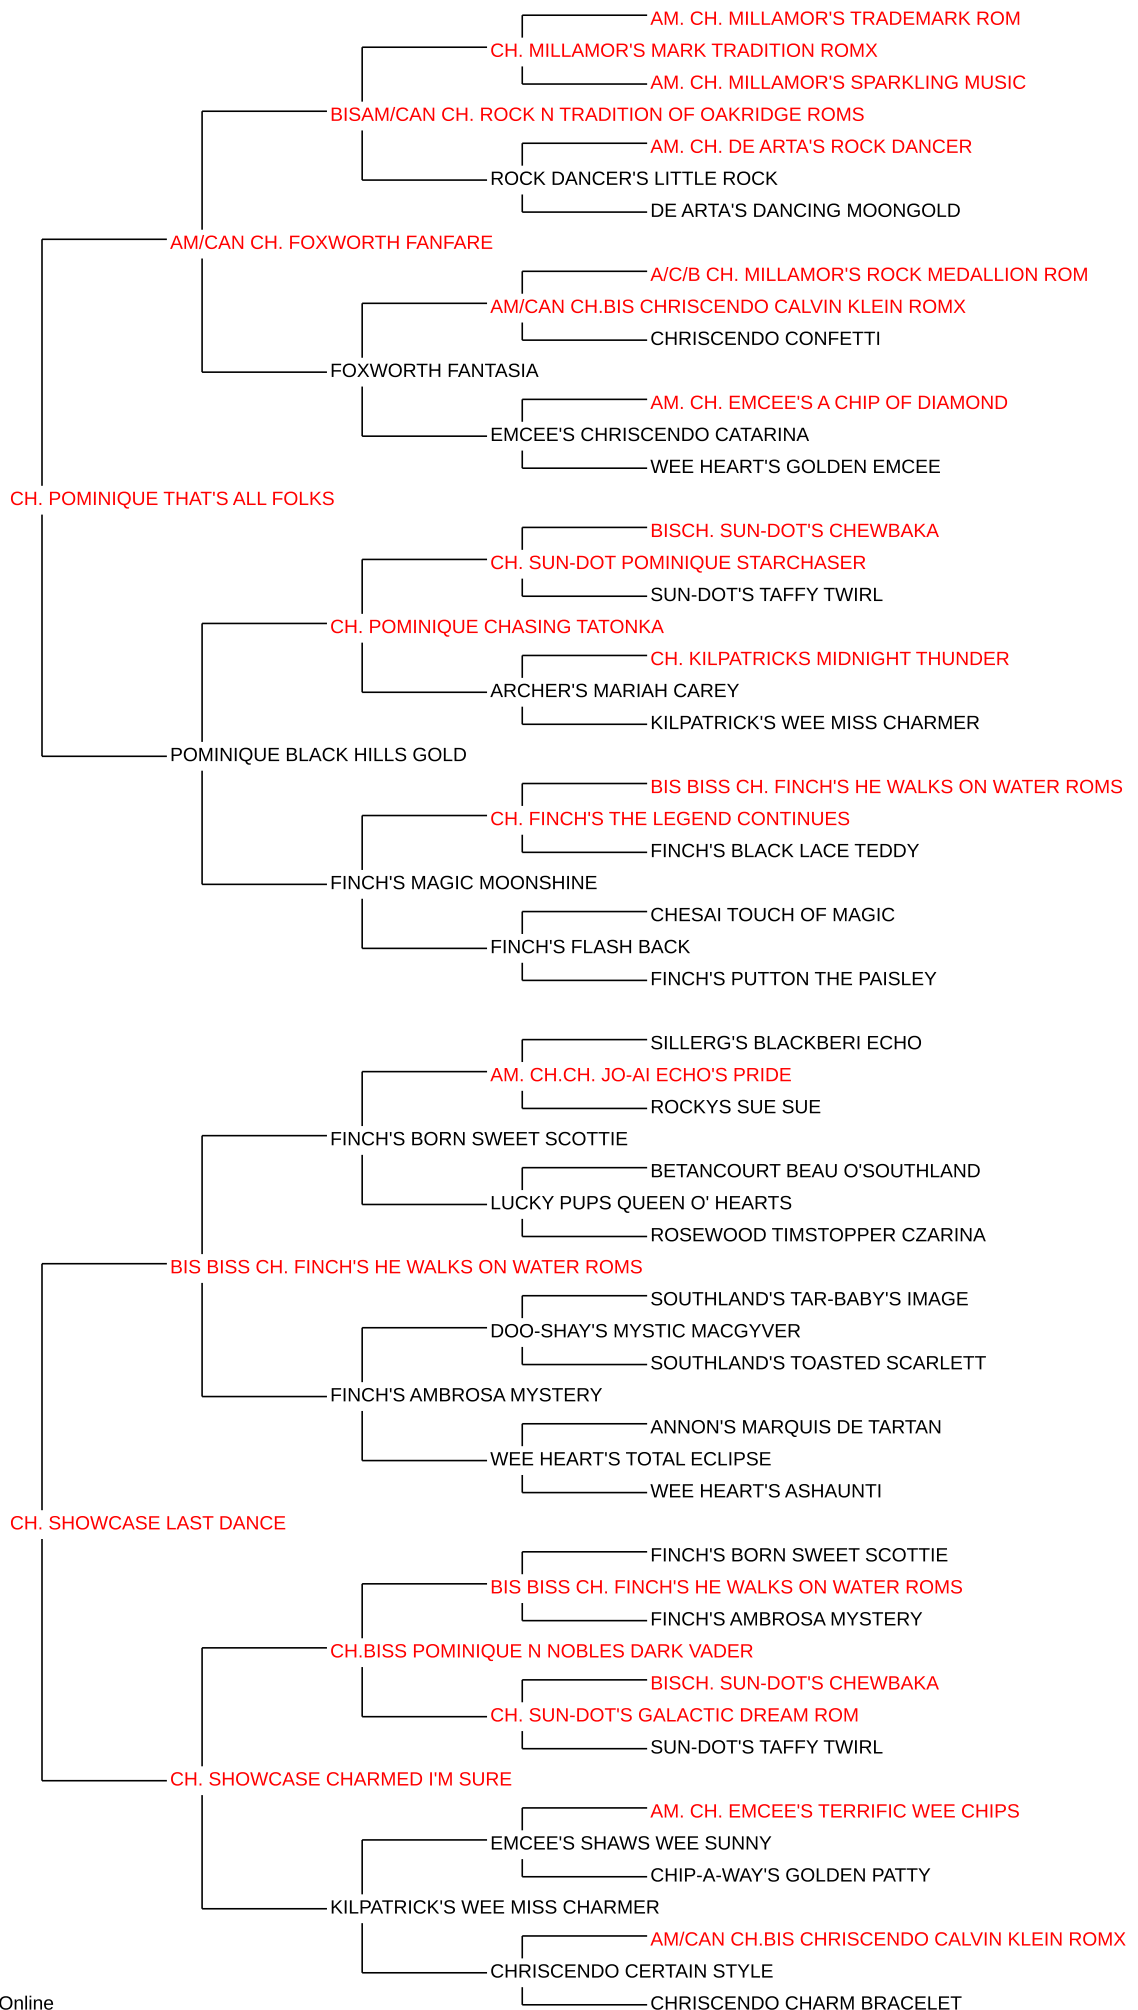 AM. CH. MILLAMOR'S TRADEMARK ROM
CH. MILLAMOR'S MARK TRADITION ROMX
AM. CH. MILLAMOR'S SPARKLING MUSIC
BISAM/CAN CH. ROCK N TRADITION OF OAKRIDGE ROMS
AM. CH. DE ARTA'S ROCK DANCER
ROCK DANCER'S LITTLE ROCK
DE ARTA'S DANCING MOONGOLD
AM/CAN CH. FOXWORTH FANFARE
A/C/B CH. MILLAMOR'S ROCK MEDALLION ROM
AM/CAN CH.BIS CHRISCENDO CALVIN KLEIN ROMX
CHRISCENDO CONFETTI
FOXWORTH FANTASIA
AM. CH. EMCEE'S A CHIP OF DIAMOND
EMCEE'S CHRISCENDO CATARINA
WEE HEART'S GOLDEN EMCEE
CH. POMINIQUE THAT'S ALL FOLKS
BISCH. SUN-DOT'S CHEWBAKA
CH. SUN-DOT POMINIQUE STARCHASER
SUN-DOT'S TAFFY TWIRL
CH. POMINIQUE CHASING TATONKA
CH. KILPATRICKS MIDNIGHT THUNDER
ARCHER'S MARIAH CAREY
KILPATRICK'S WEE MISS CHARMER
POMINIQUE BLACK HILLS GOLD
BIS BISS CH. FINCH'S HE WALKS ON WATER ROMS
CH. FINCH'S THE LEGEND CONTINUES
FINCH'S BLACK LACE TEDDY
FINCH'S MAGIC MOONSHINE
CHESAI TOUCH OF MAGIC
FINCH'S FLASH BACK
FINCH'S PUTTON THE PAISLEY
SILLERG'S BLACKBERI ECHO
AM. CH.CH. JO-AI ECHO'S PRIDE
ROCKYS SUE SUE
FINCH'S BORN SWEET SCOTTIE
BETANCOURT BEAU O'SOUTHLAND
LUCKY PUPS QUEEN O' HEARTS
ROSEWOOD TIMSTOPPER CZARINA
BIS BISS CH. FINCH'S HE WALKS ON WATER ROMS
SOUTHLAND'S TAR-BABY'S IMAGE
DOO-SHAY'S MYSTIC MACGYVER
SOUTHLAND'S TOASTED SCARLETT
FINCH'S AMBROSA MYSTERY
ANNON'S MARQUIS DE TARTAN
WEE HEART'S TOTAL ECLIPSE
WEE HEART'S ASHAUNTI
CH. SHOWCASE LAST DANCE
FINCH'S BORN SWEET SCOTTIE
BIS BISS CH. FINCH'S HE WALKS ON WATER ROMS
FINCH'S AMBROSA MYSTERY
CH.BISS POMINIQUE N NOBLES DARK VADER
BISCH. SUN-DOT'S CHEWBAKA
CH. SUN-DOT'S GALACTIC DREAM ROM
SUN-DOT'S TAFFY TWIRL
CH. SHOWCASE CHARMED I'M SURE
AM. CH. EMCEE'S TERRIFIC WEE CHIPS
EMCEE'S SHAWS WEE SUNNY
CHIP-A-WAY'S GOLDEN PATTY
KILPATRICK'S WEE MISS CHARMER
AM/CAN CH.BIS CHRISCENDO CALVIN KLEIN ROMX
CHRISCENDO CERTAIN STYLE
CHRISCENDO CHARM BRACELET
Online